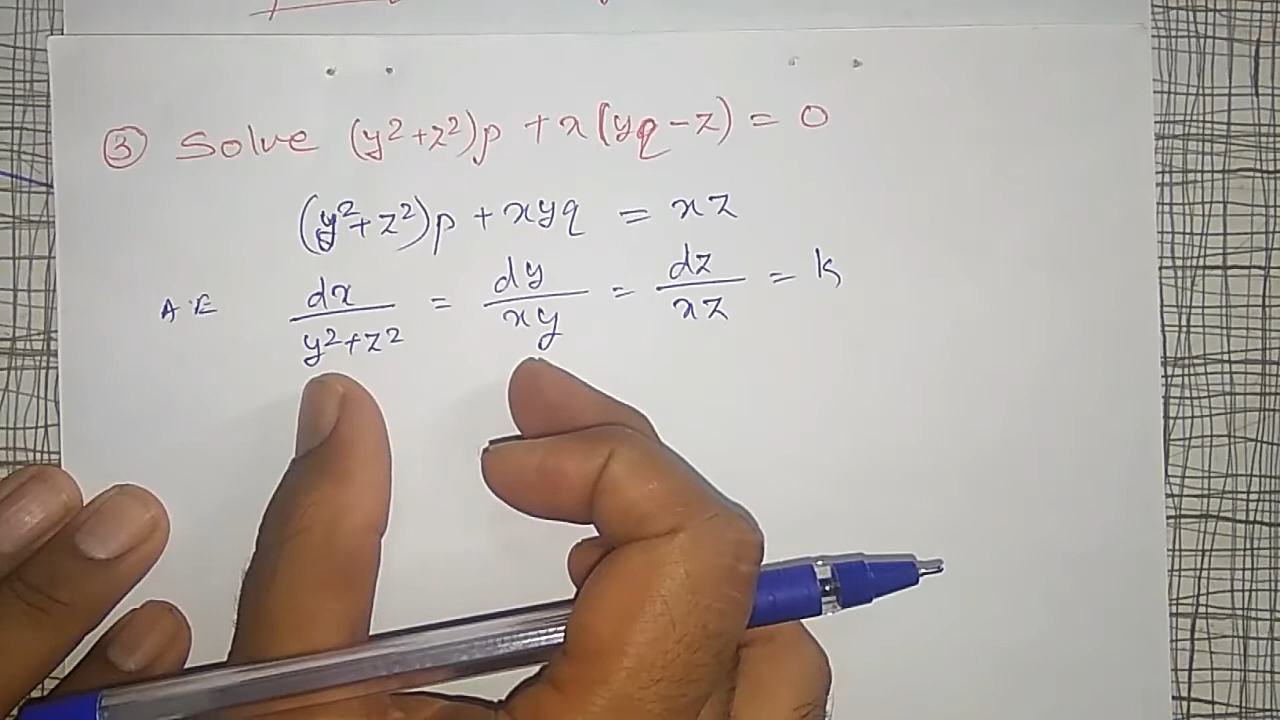 ③ Solve (y²+z²)p + x(yq-z) = 0
(y²+z²)p + xyq = xz
A.E dx/y²+z² = dy/xy = dz/xz = k